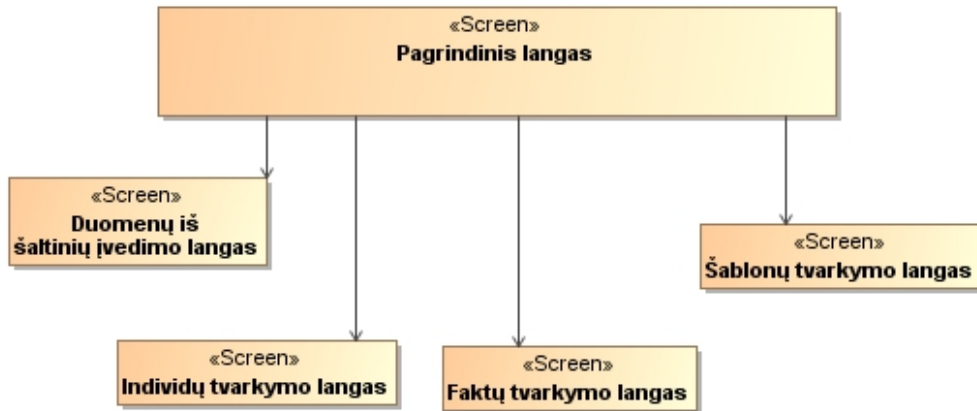 «Screen»
Pagrindinis langas
«Screen»
Duomenų iš
šaltinių įvedimo langas
«Screen»
Šablonų tvarkymo langas
«Screen»
Individų tvarkymo langas
«Screen»
Faktų tvarkymo langas